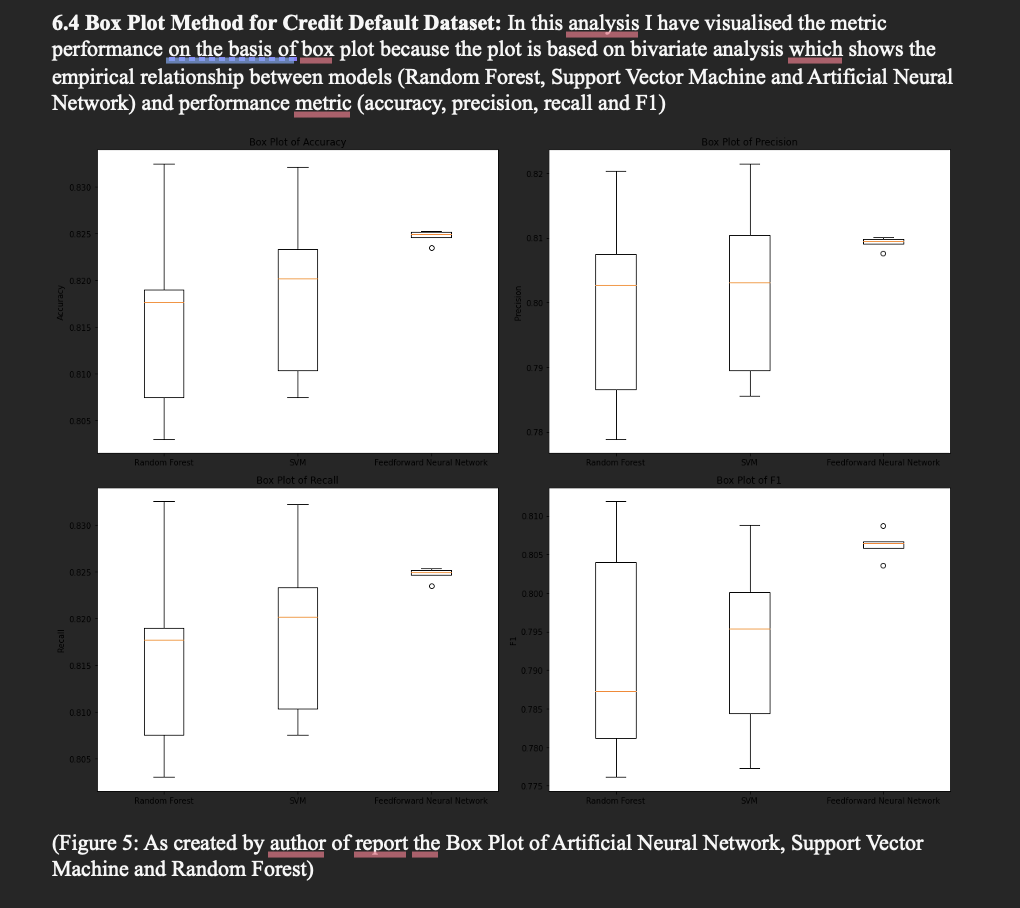 6.4 Box Plot Method for Credit Default Dataset: In this analysis I have visualised the metric
performance on the basis of box plot because the plot is based on bivariate analysis which shows the
empirical relationship between models (Random Forest, Support Vector Machine and Artificial Neural
Network) and performance metric (accuracy, precision, recall and F1)
Box Plot of Accuracy
0.830
0.825
0.820
0.815
0.810
0.805
Accuracy
Random Forest SVM Feedforward Neural Network
Box Plot of Precision
0.82
0.81
0.80
0.79
0.78
Precision
Random Forest SVM Feedforward Neural Network
Box Plot of Recall
0.830
0.825
0.820
0.815
0.810
0.805
Recall
Random Forest SVM Feedforward Neural Network
Box Plot of F1
0.810
0.805
0.800
0.795
0.790
0.785
0.780
0.775
F1
Random Forest SVM Feedforward Neural Network
(Figure 5: As created by author of report the Box Plot of Artificial Neural Network, Support Vector
Machine and Random Forest)